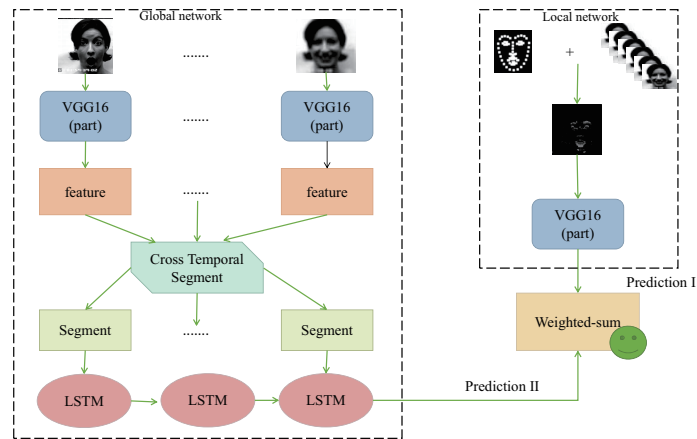 Global network
.......
VGG16
(part)
.......
VGG16
(part)
feature
.......
feature
Cross Temporal
Segment
Segment
.......
Segment
LSTM
LSTM
LSTM
Local network
+
VGG16
(part)
Prediction I
Weighted-sum
Prediction II